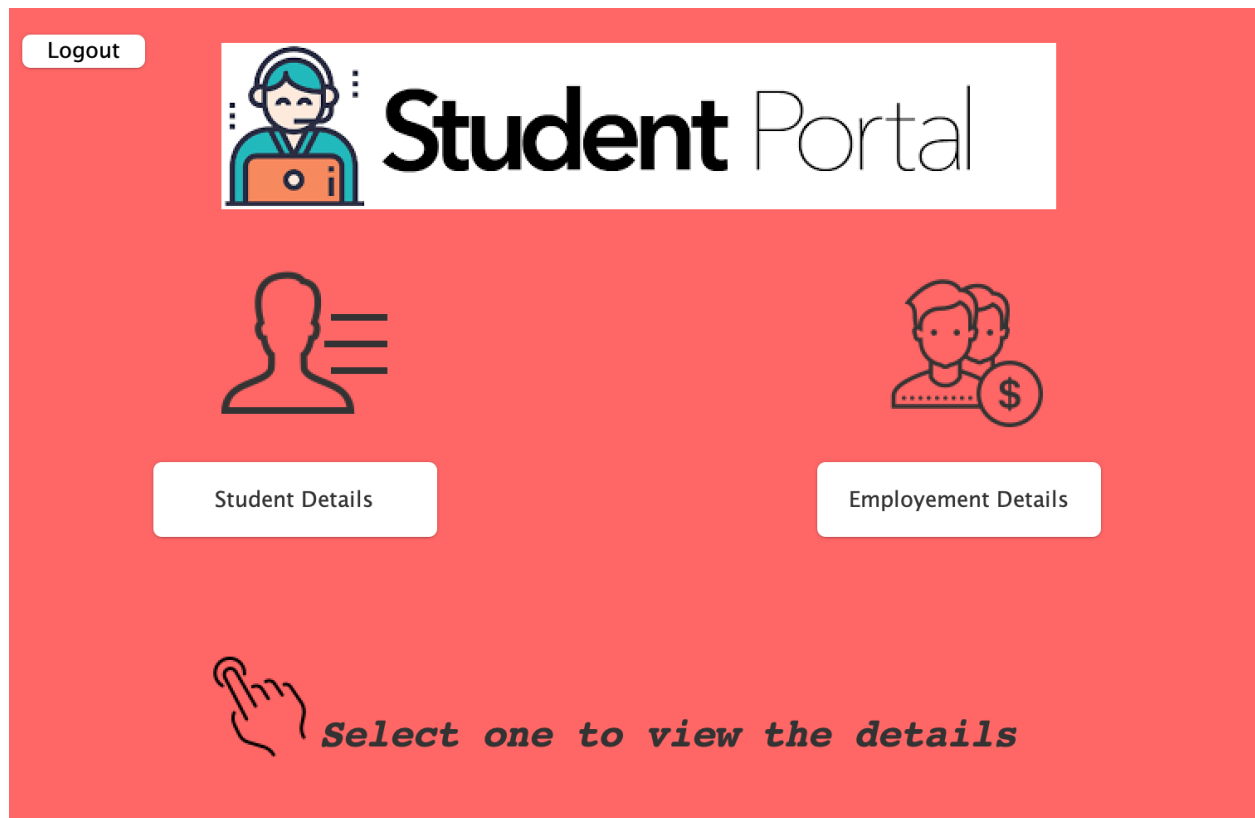 Logout
Student Portal
i
$
Student Details
Employement Details
Select one to view the details